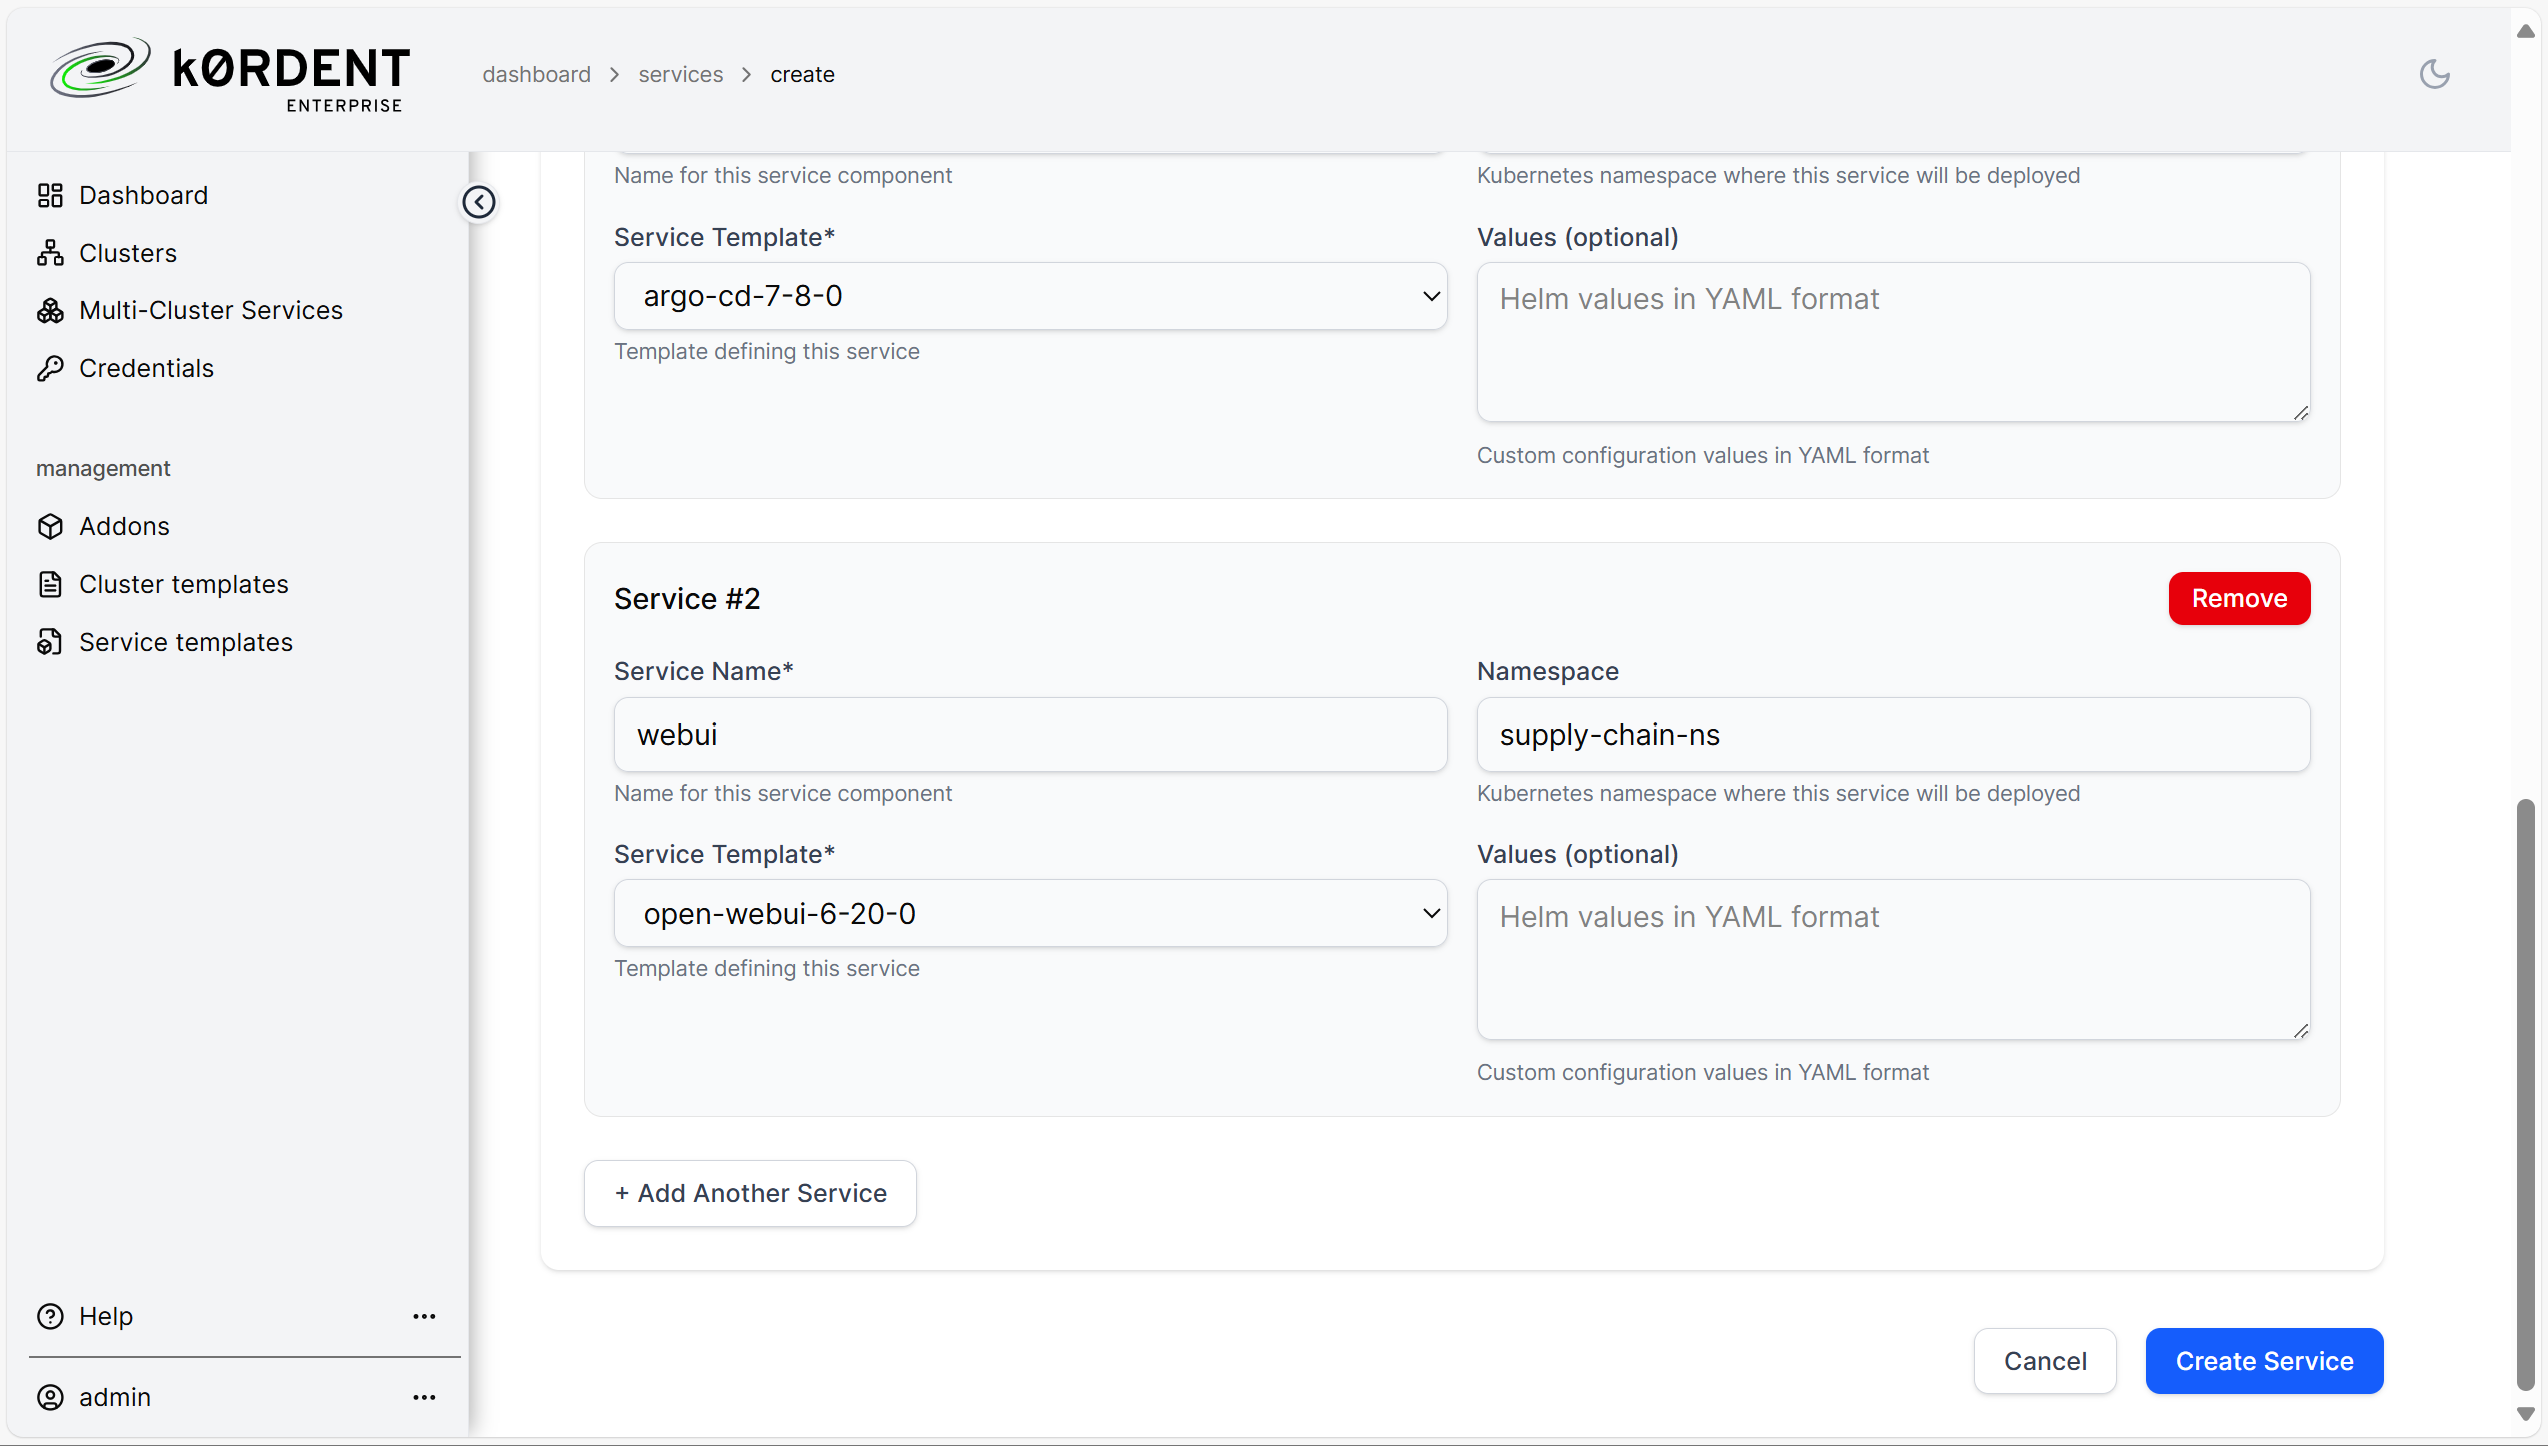 kØRDENT
ENTERPRISE
dashboard > services > create
Dashboard
Clusters
Multi-Cluster Services
Credentials
management
Addons
Cluster templates
Service templates
Help
admin
Name for this service component
Kubernetes namespace where this service will be deployed
Service Template*
Values (optional)
argo-cd-7-8-0
Helm values in YAML format
Template defining this service
Custom configuration values in YAML format
Service #2
Remove
Service Name*
Namespace
webui
supply-chain-ns
Name for this service component
Kubernetes namespace where this service will be deployed
Service Template*
Values (optional)
open-webui-6-20-0
Helm values in YAML format
Template defining this service
Custom configuration values in YAML format
+ Add Another Service
Cancel
Create Service